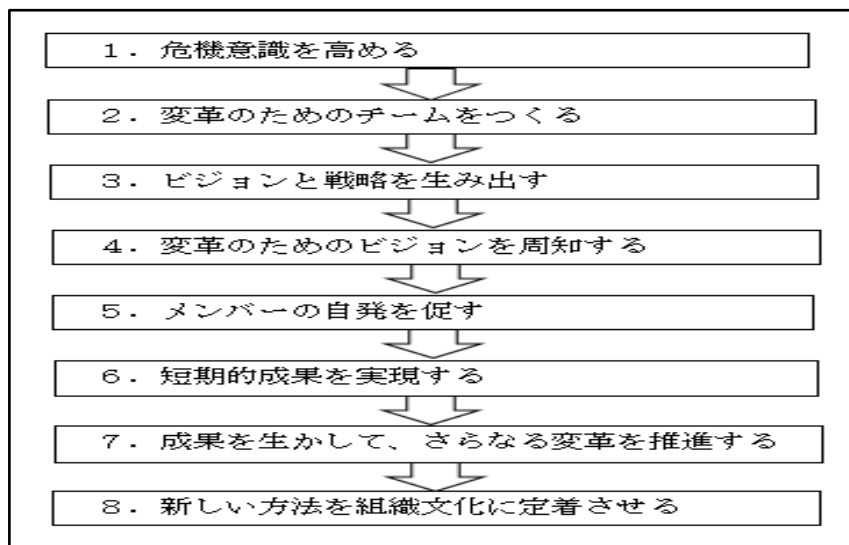 １．危機意識を高める
２．変革のためのチームをつくる
３．ビジョンと戦略を生み出す
４．変革のためのビジョンを周知する
５．メンバーの自発を促す
６．短期的成果を実現する
７．成果を生かして、さらなる変革を推進する
８．新しい方法を組織文化に定着させる